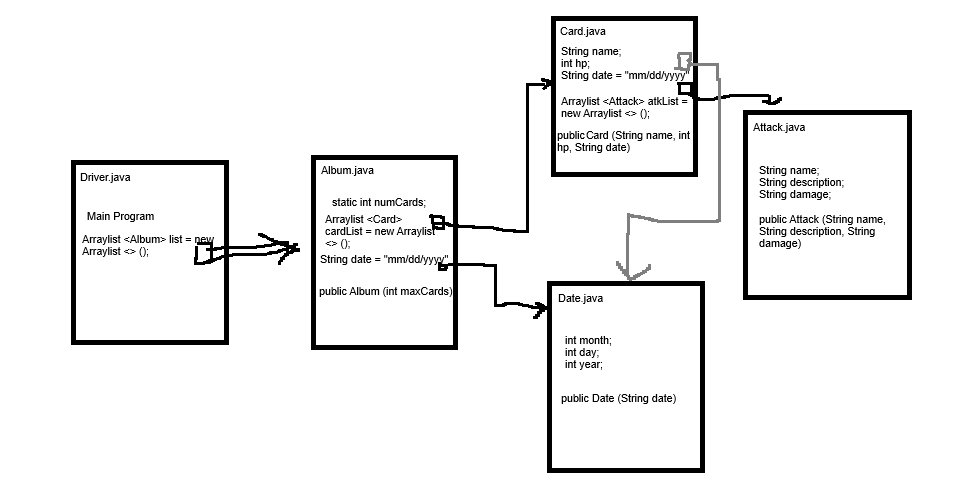 Driver.java
Main Program
Arraylist <Album> list = new
Arraylist <> ();
Album.java
static int numCards;
Arraylist <Card>
cardList = new Arraylist
<> ();
String date = "mm/dd/yyyy"
public Album (int maxCards)
Card.java
String name;
int hp;
String date = "mm/dd/yyyy"
Arraylist <Attack> atkList =
new Arraylist <> ();
public Card (String name, int
hp, String date)
Attack.java
String name;
String description;
String damage;
public Attack (String name,
String description, String
damage)
Date.java
int month;
int day;
int year;
public Date (String date)